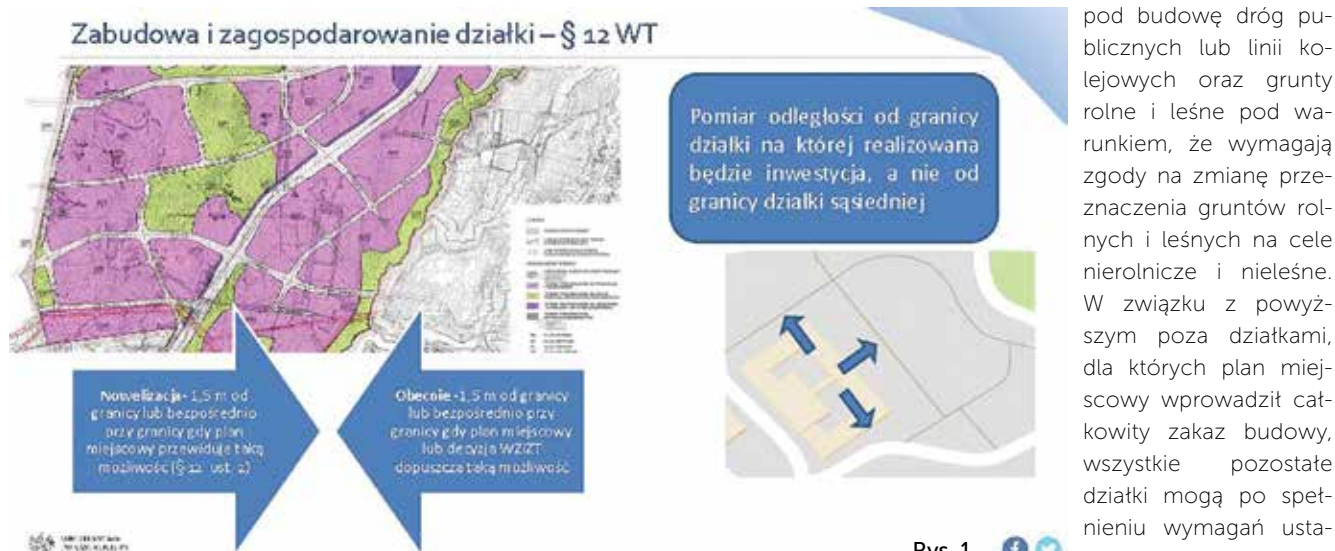 Zabudowa i zagospodarowanie działki – § 12 WT
Pomiar odległości od granicy
działki na której realizowana
będzie inwestycja, a nie od
granicy działki sąsiedniej
Nowelizacja- 1,5 m od
granicy lub bezpośrednio
przy granicy gdy plan
miejscowy przewiduje taką
możliwość (§ 12 ust. 2)
Obecnie -1,5 m od granicy
lub bezpośrednio przy
granicy gdy plan miejscowy
lub decyzja WZiZT
dopuszcza taką możliwość
Rys. 1
pod budowę dróg pu-
blicznych lub linii ko-
lejowych oraz grunty
rolne i leśne pod wa-
runkiem, że wymagają
zgody na zmianę prze-
znaczenia gruntów rol-
nych i leśnych na cele
nierolnicze i nieleśne.
W związku z powyż-
szym poza działkami,
dla których plan miej-
scowy wprowadził cał-
kowity zakaz budowy,
wszystkie pozostałe
działki mogą po speł-
nieniu wymagań usta-